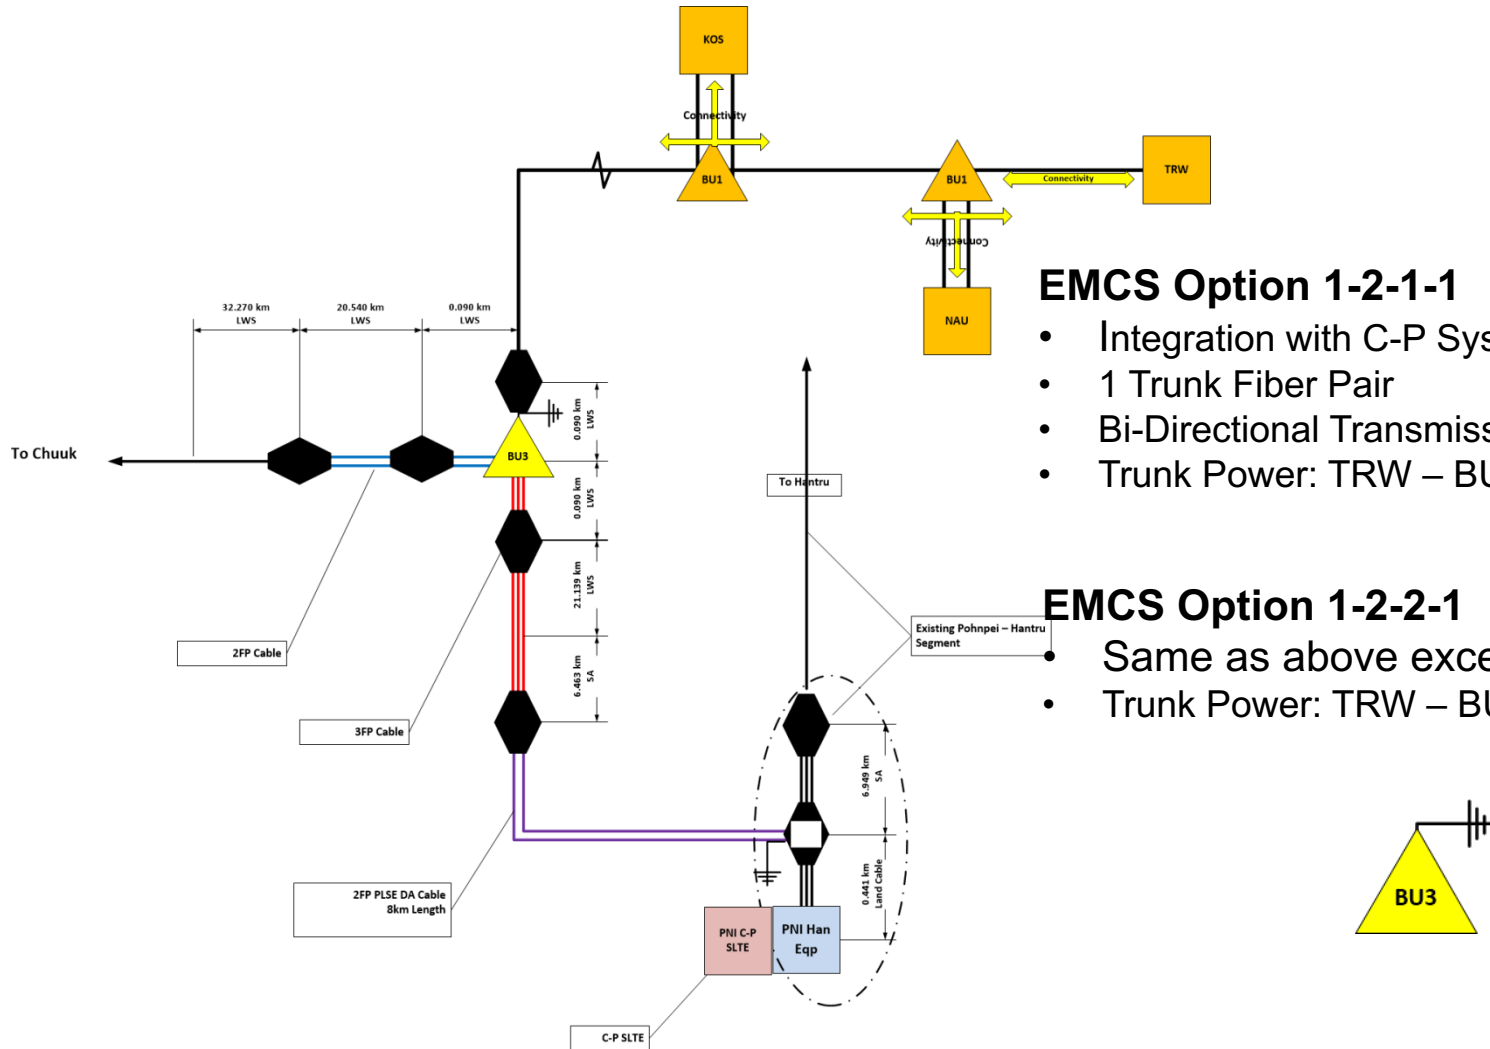 KOS
Connectivity
BU1
BU1
Connectivity
TRW
Connectivity
NAU
EMCS Option 1-2-1-1
• Integration with C-P Sys
• 1 Trunk Fiber Pair
• Bi-Directional Transmiss
• Trunk Power: TRW – BU
32.270 km
LWS
20.540 km
LWS
0.090 km
LWS
0.090 km
LWS
To Chuuk
BU3
0.090 km
LWS
To Hantru
21.139 km
LWS
EMCS Option 1-2-2-1
• Same as above exce
• Trunk Power: TRW – BU
Existing Pohnpei – Hantru
Segment
2FP Cable
6.463 km
SA
3FP Cable
6.949 km
SA
0.441 km
Land Cable
2FP PLSE DA Cable
8km Length
BU3
PNI C-P
SLTE
PNI Han
Eqp
C-P SLTE